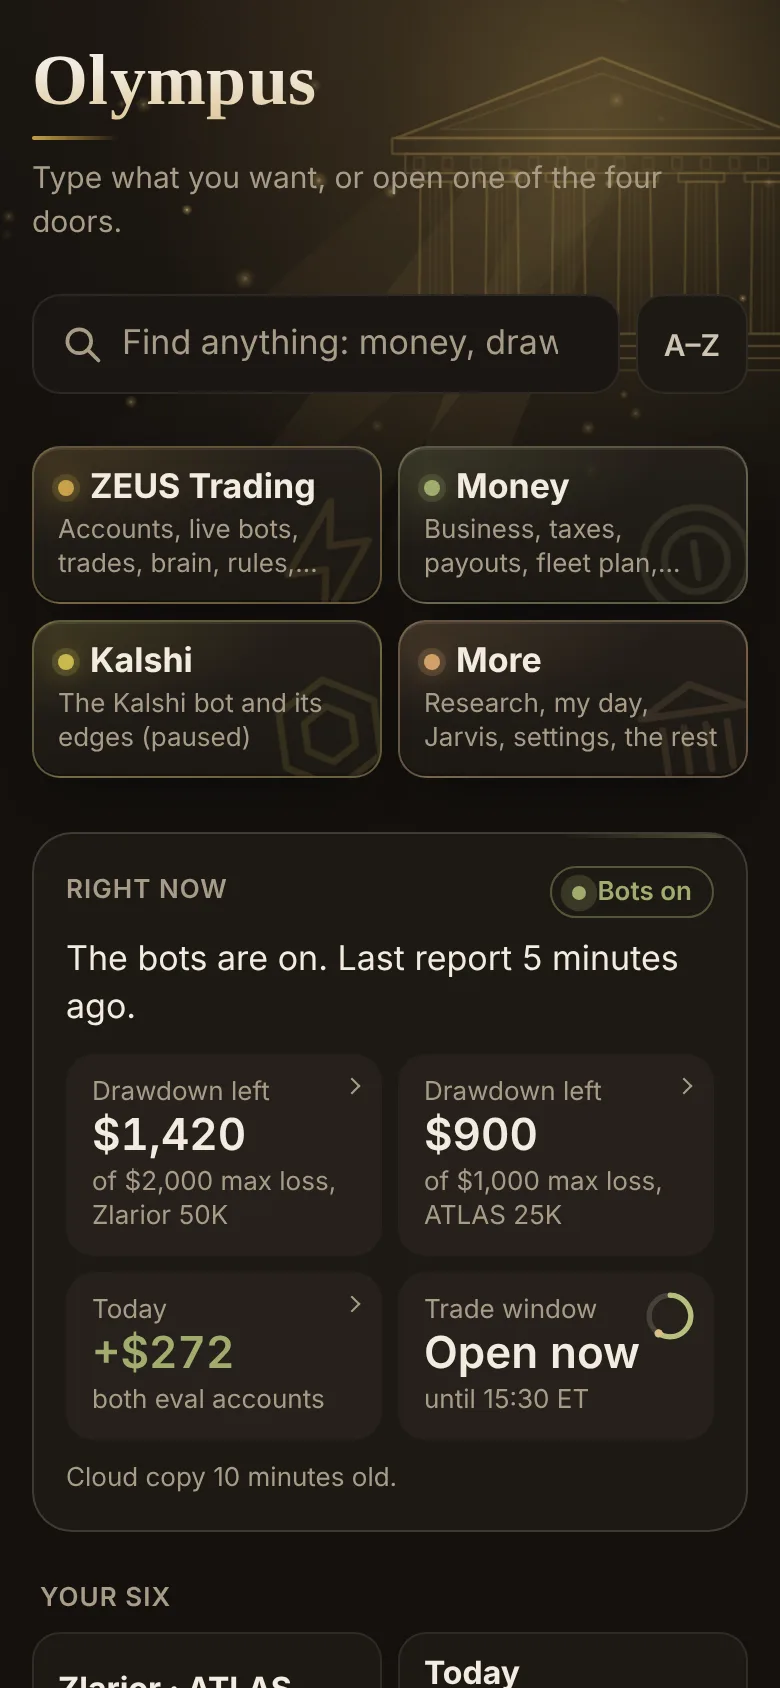 Olympus
Type what you want, or open one of the four
doors.
Find anything: money, draw
A–Z
ZEUS Trading
Accounts, live bots,
trades, brain, rules,...
Money
Business, taxes,
payouts, fleet plan,...
Kalshi
The Kalshi bot and its
edges (paused)
More
Research, my day,
Jarvis, settings, the rest
RIGHT NOW
Bots on
The bots are on. Last report 5 minutes
ago.
Drawdown left
$1,420
of $2,000 max loss,
Zlarior 50K
Drawdown left
$900
of $1,000 max loss,
ATLAS 25K
Today
+$272
both eval accounts
Trade window
Open now
until 15:30 ET
Cloud copy 10 minutes old.
YOUR SIX
Zlarior · ATLAS
Today